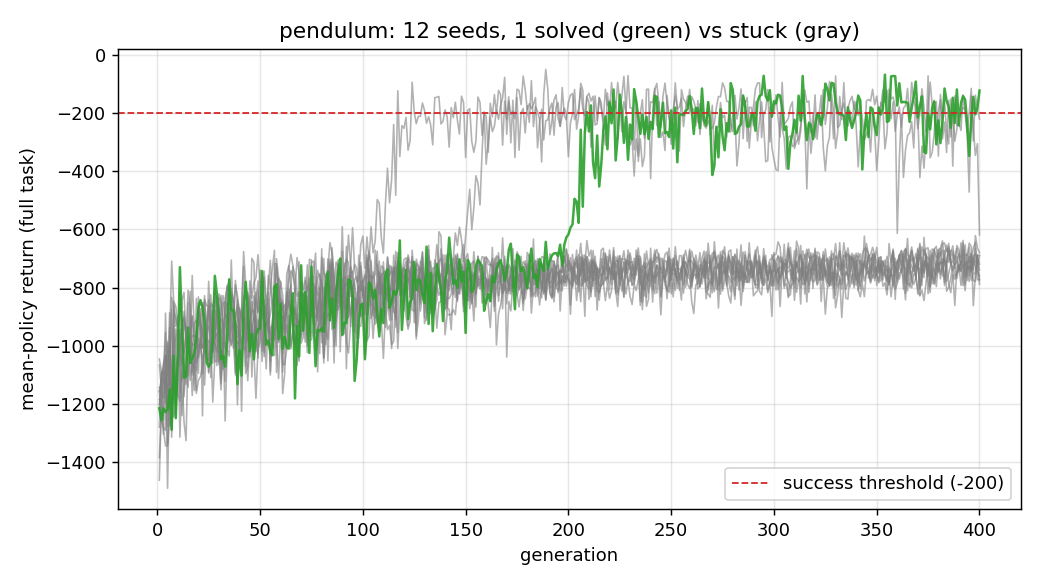 pendulum: 12 seeds, 1 solved (green) vs stuck (gray)
mean-policy return (full task)
0
−200
−400
−600
−800
−1000
−1200
−1400
success threshold (-200)
0 50 100 150 200 250 300 350 400
generation